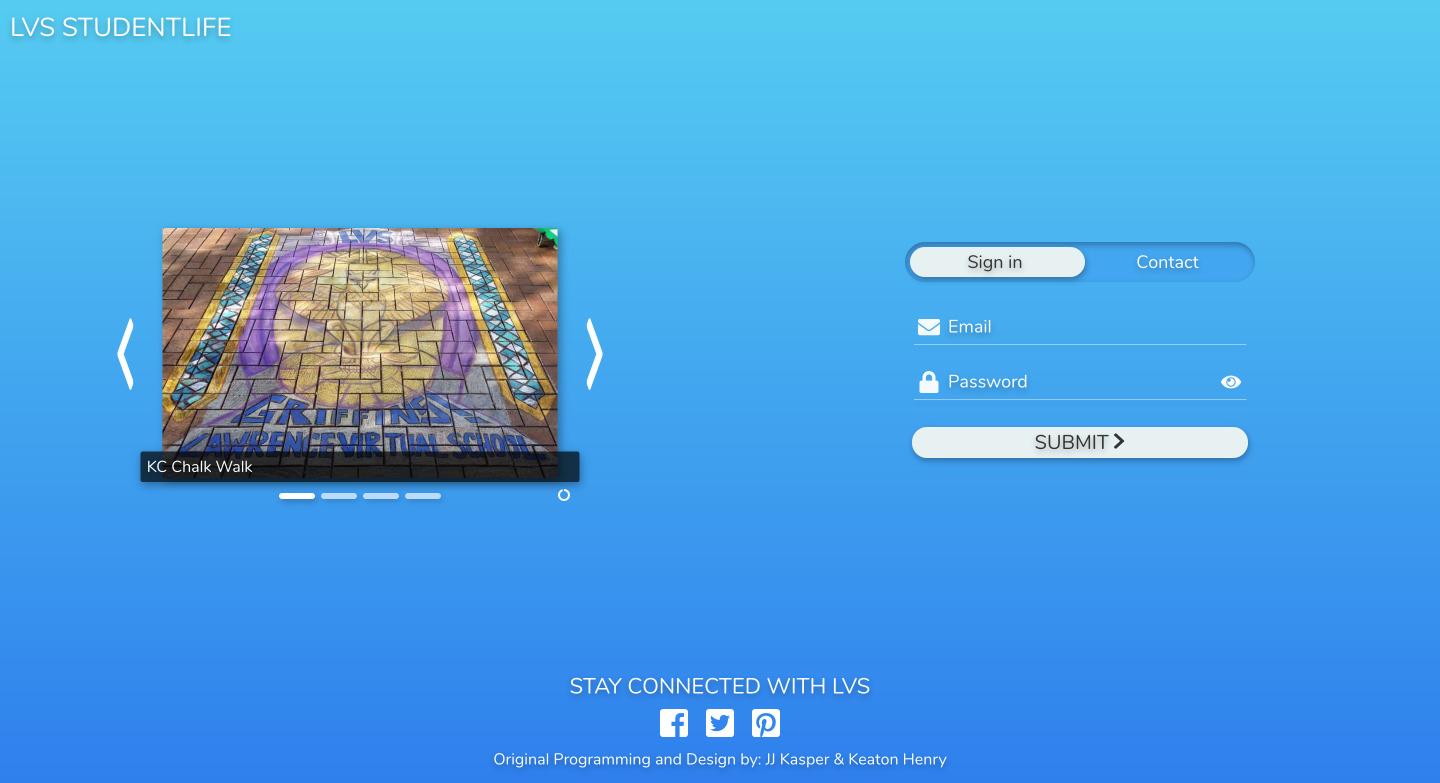 LVS STUDENTLIFE
LVS
GRIFFINS
LAWRENCE VIRTUAL SCHOOL
KC Chalk Walk
Sign in
Contact
Email
Password
SUBMIT
STAY CONNECTED WITH LVS
Original Programming and Design by: JJ Kasper & Keaton Henry